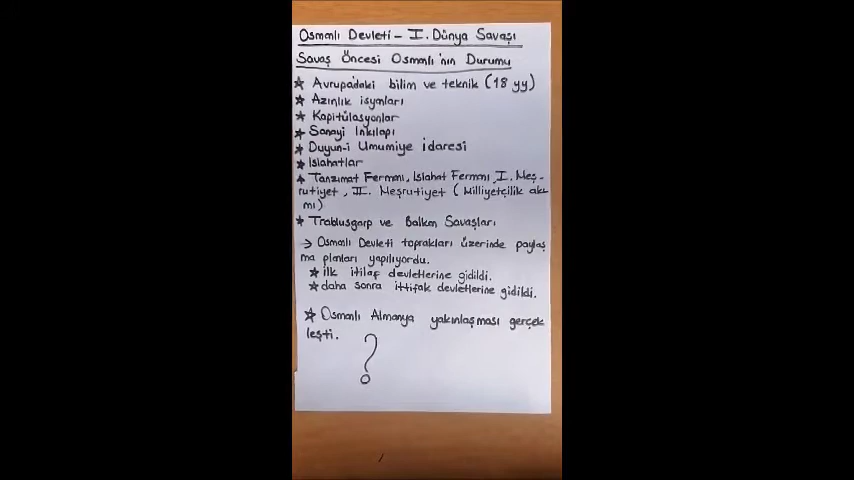 Osmanlı Devleti - I. Dünya Savaşı
Savaş Öncesi Osmanlı'nın Durumu
★ Avrupadaki bilim ve teknik (18 yy)
★ Azınlık isyanları
★ Kapitülasyonlar
★ Sanayi İnkılapı
★ Duyun-i Umumiye idaresi
★ Islahatlar
★ Tanzimat Fermanı, Islahat Fermanı, I. Meş-
rutiyet, II. Meşrutiyet (Milliyetçilik akı-
mı)
★ Trablusgarp ve Balkan Savaşları
→ Osmanlı Devleti toprakları üzerinde paylaş
ma planları yapılıyordu.
★ ilk itilaf devletlerine gidildi.
★ daha sonra ittifak devletlerine gidildi.
★ Osmanlı Almanya yakınlaşması gerçek
leşti.
?